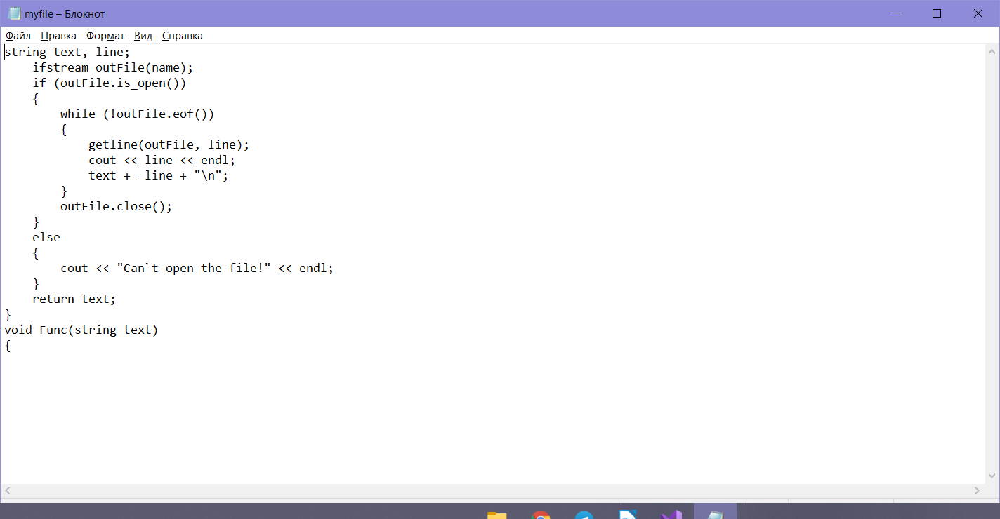 myfile – Блокнот
Файл Правка Формат Вид Справка
string text, line;
    ifstream outFile(name);
    if (outFile.is_open())
    {
        while (!outFile.eof())
        {
            getline(outFile, line);
            cout << line << endl;
            text += line + "\n";
        }
        outFile.close();
    }
    else
    {
        cout << "Can`t open the file!" << endl;
    }
    return text;
}
void Func(string text)
{